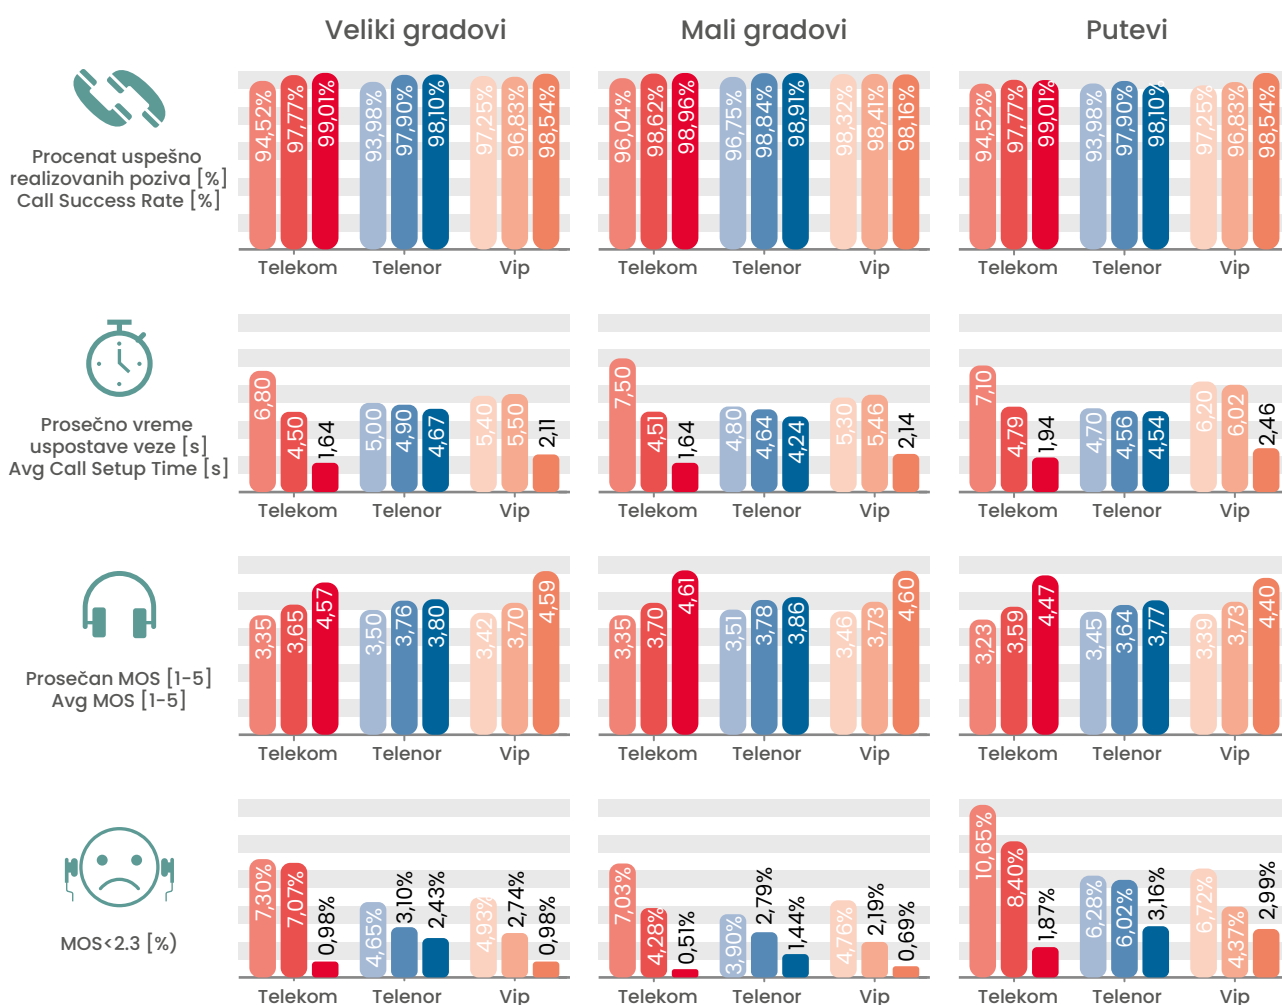 Veliki gradovi
Mali gradovi
Putevi
Procenat uspešno
realizovanih poziva [%]
Call Success Rate [%]
94,52%
97,77%
99,01%
93,98%
97,90%
98,10%
97,25%
96,83%
98,54%
Telekom
Telenor
Vip
96,04%
98,62%
98,96%
96,75%
98,84%
98,91%
98,32%
98,41%
98,16%
Telekom
Telenor
Vip
94,52%
97,77%
99,01%
93,98%
97,90%
98,10%
97,25%
96,83%
98,54%
Telekom
Telenor
Vip
Prosečno vreme
uspostave veze [s]
Avg Call Setup Time [s]
6,80
4,50
1,64
5,00
4,90
4,67
5,40
5,50
2,11
Telekom
Telenor
Vip
7,50
4,51
1,64
4,80
4,64
4,24
5,30
5,46
2,14
Telekom
Telenor
Vip
7,10
4,79
1,94
4,70
4,56
4,54
6,20
6,02
2,46
Telekom
Telenor
Vip
Prosečan MOS [1-5]
Avg MOS [1-5]
3,35
3,65
4,57
3,50
3,76
3,80
3,42
3,70
4,59
Telekom
Telenor
Vip
3,35
3,70
4,61
3,51
3,78
3,86
3,46
3,73
4,60
Telekom
Telenor
Vip
3,23
3,59
4,47
3,45
3,64
3,77
3,39
3,73
4,40
Telekom
Telenor
Vip
MOS<2.3 [%)
7,30%
7,07%
0,98%
4,65%
3,10%
2,43%
4,93%
2,74%
0,98%
Telekom
Telenor
Vip
7,03%
4,28%
0,51%
3,90%
2,79%
1,44%
4,76%
2,19%
0,69%
Telekom
Telenor
Vip
10,65%
8,40%
1,87%
6,28%
6,02%
3,16%
6,72%
4,37%
2,99%
Telekom
Telenor
Vip